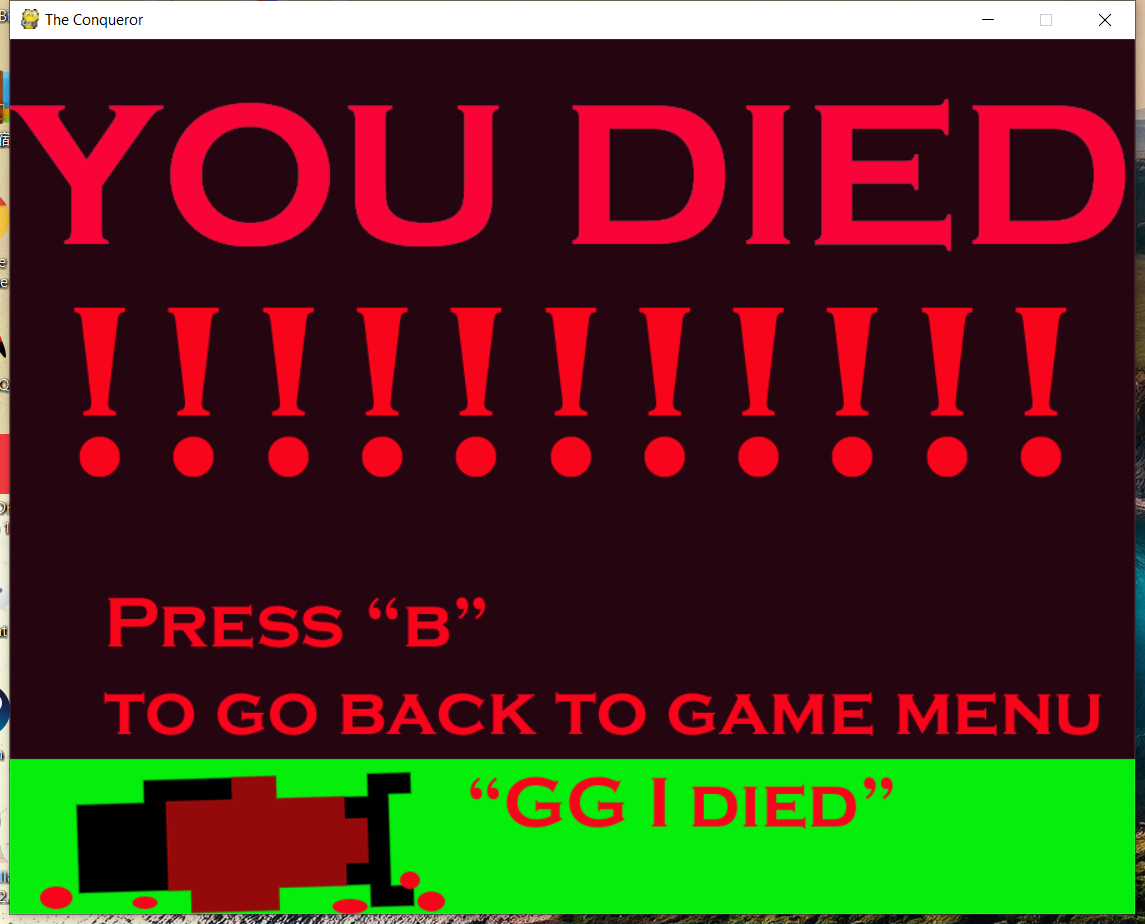 The Conqueror
YOU DIED
!!!!!!!!!!!
PRESS “B”
TO GO BACK TO GAME MENU
“GG I DIED”